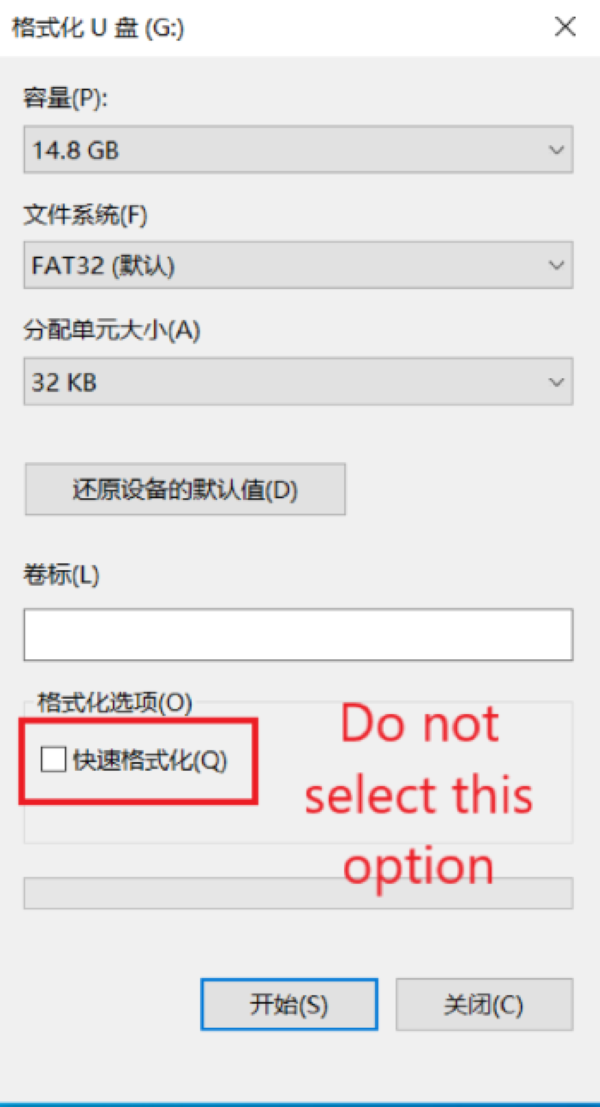 格式化 U 盘 (G:)
容量(P):
14.8 GB
文件系统(F)
FAT32 (默认)
分配单元大小(A)
32 KB
还原设备的默认值(D)
卷标(L)
格式化选项(O)
快速格式化(Q)
Do not
select this
option
开始(S)
关闭(C)